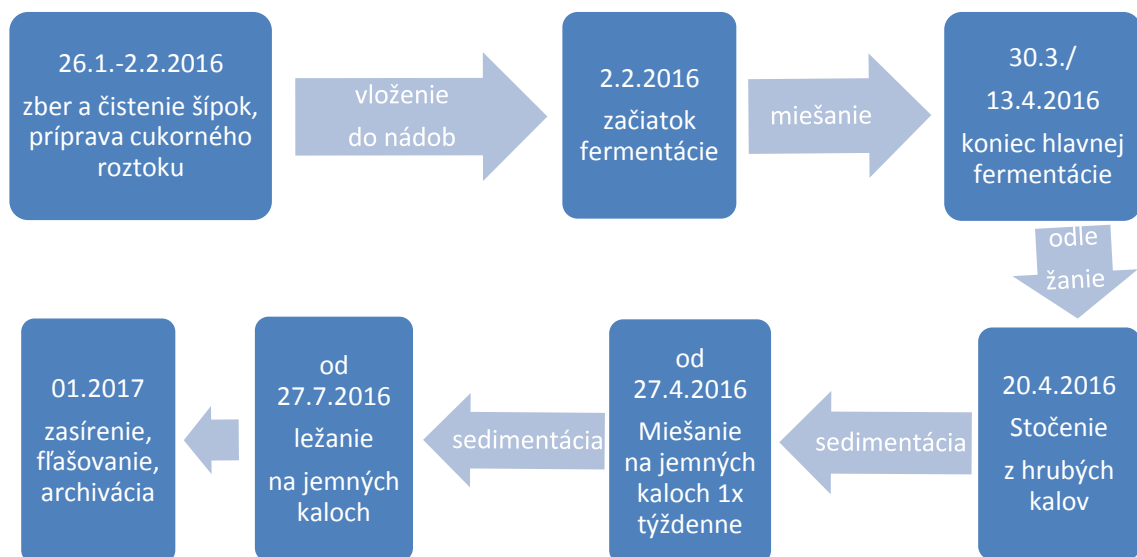 26.1.-2.2.2016
zber a čistenie šípok,
príprava cukorného
roztoku
vloženie
do nádob
2.2.2016
začiatok
fermentácie
miešanie
30.3./
13.4.2016
koniec hlavnej
fermentácie
odle
žanie
20.4.2016
Stočenie
z hrubých
kalov
sedimentácia
od
27.4.2016
Miešanie
na jemných
kaloch 1x
týždenne
sedimentácia
od
27.7.2016
ležanie
na jemných
kaloch
01.2017
zasírenie,
fľašovanie,
archivácia